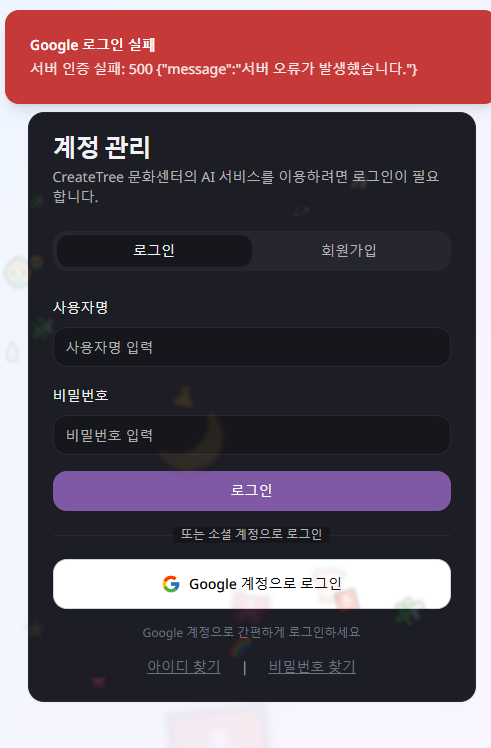 Google 로그인 실패
서버 인증 실패: 500 {"message":"서버 오류가 발생했습니다."}
계정 관리
CreateTree 문화센터의 AI 서비스를 이용하려면 로그인이 필요
합니다.
로그인 회원가입
사용자명
사용자명 입력
비밀번호
비밀번호 입력
로그인
또는 소셜 계정으로 로그인
Google 계정으로 로그인
Google 계정으로 간편하게 로그인하세요
아이디 찾기 | 비밀번호 찾기